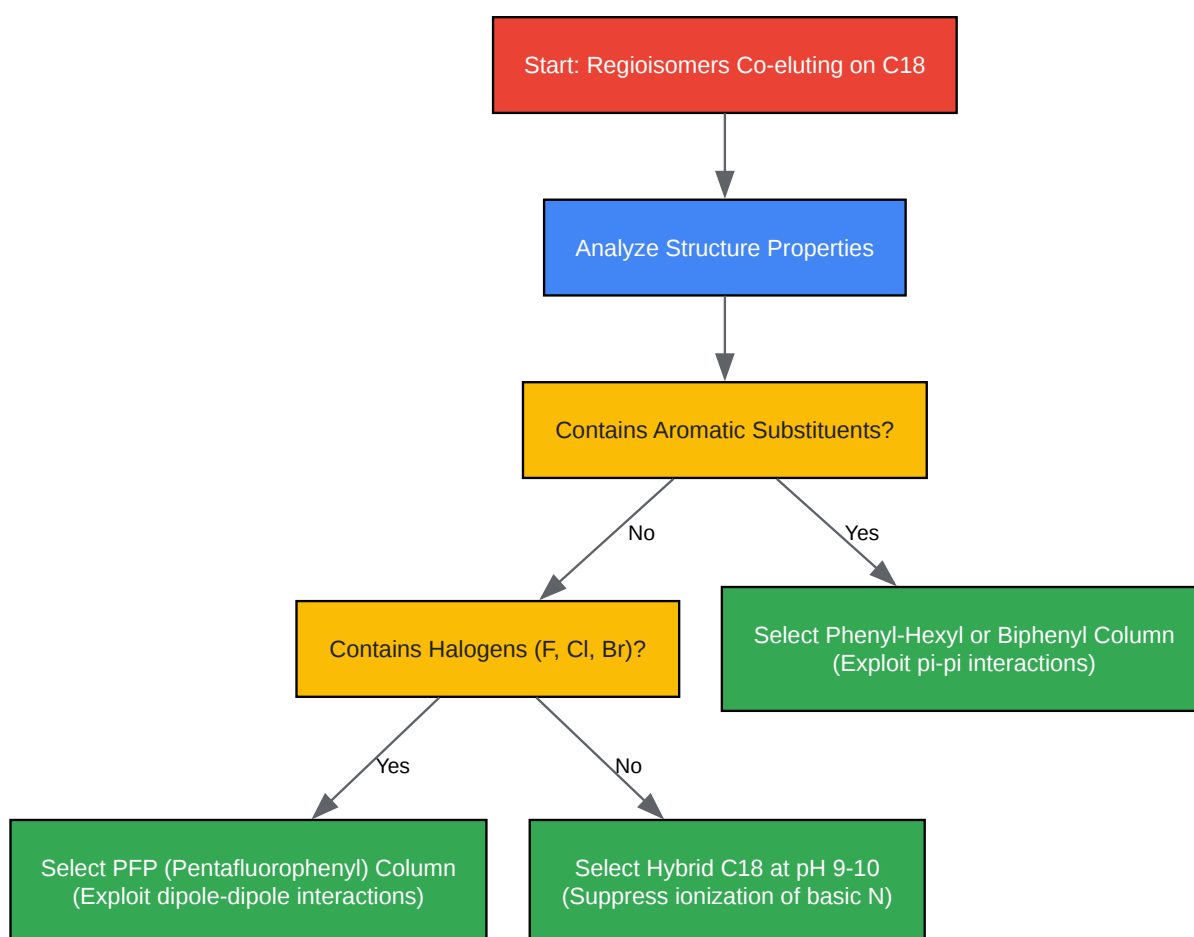 Start: Regioisomers Co-eluting on C18
Analyze Structure Properties
Contains Aromatic Substituents?
No
Yes
Contains Halogens (F, Cl, Br)?
Select Phenyl-Hexyl or Biphenyl Column
(Exploit pi-pi interactions)
Yes
No
Select PFP (Pentafluorophenyl) Column
(Exploit dipole-dipole interactions)
Select Hybrid C18 at pH 9-10
(Suppress ionization of basic N)